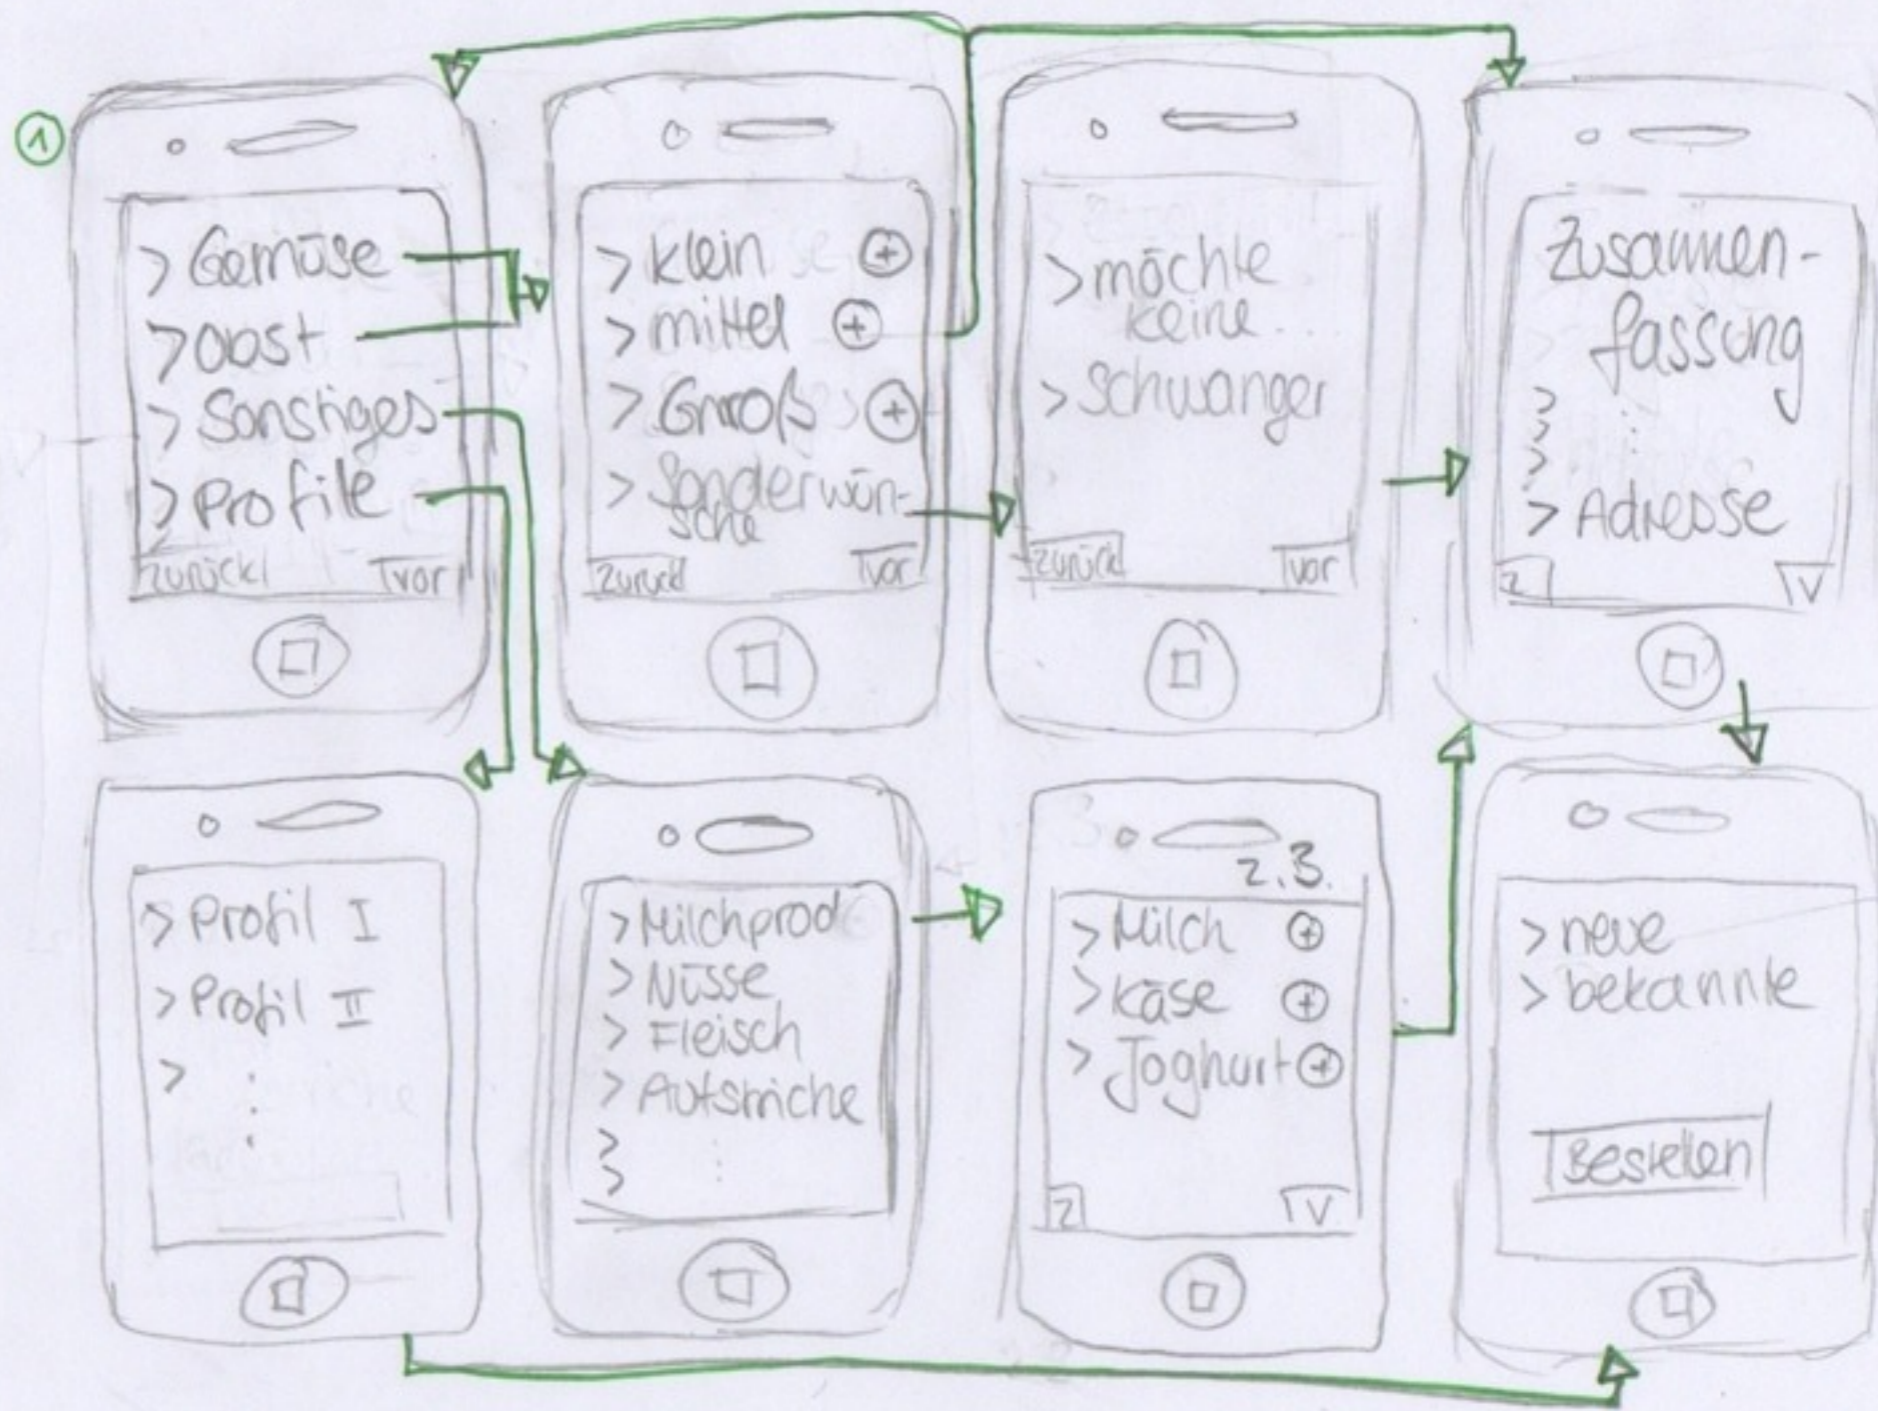 1
> Gemüse
> Obst
> Sonstiges
> Profile
zurück
vor
> klein +
> mittel +
> Groß +
> Sonderwün-
sche
zurück
vor
> möchte
keine...
> Schwanger
zurück
vor
Zusammen-
fassung
>
>
>
> Adresse
Z
V
> Profil I
> Profil II
>
> Milchprod
> Nüsse
> Fleisch
> Aufstriche
>
>
z.B.
> Milch +
> Käse +
> Joghurt +
Z
V
> neue
> bekannte
Bestellen